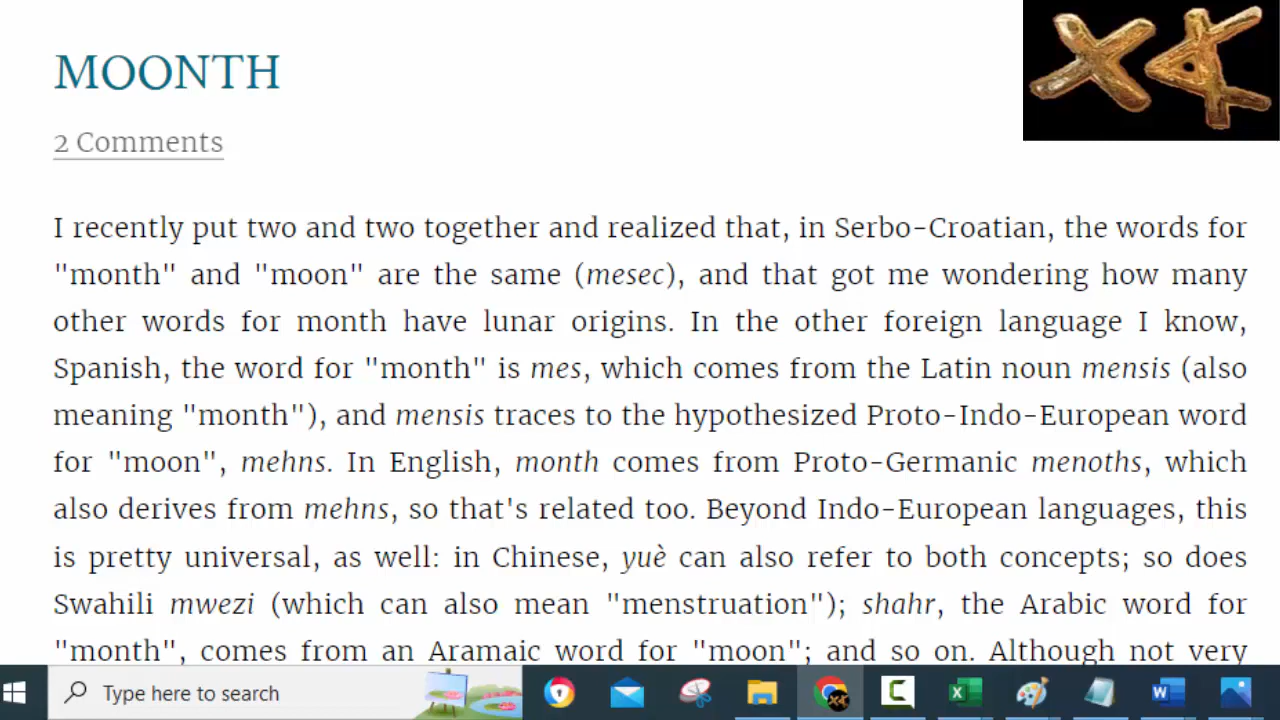 MOONTH
2 Comments
I recently put two and two together and realized that, in Serbo-Croatian, the words for
"month" and "moon" are the same (mesec), and that got me wondering how many
other words for month have lunar origins. In the other foreign language I know,
Spanish, the word for "month" is mes, which comes from the Latin noun mensis (also
meaning "month"), and mensis traces to the hypothesized Proto-Indo-European word
for "moon", mehns. In English, month comes from Proto-Germanic menoths, which
also derives from mehns, so that's related too. Beyond Indo-European languages, this
is pretty universal, as well: in Chinese, yuè can also refer to both concepts; so does
Swahili mwezi (which can also mean "menstruation"); shahr, the Arabic word for
"month", comes from an Aramaic word for "moon"; and so on. Although not very
Type here to search